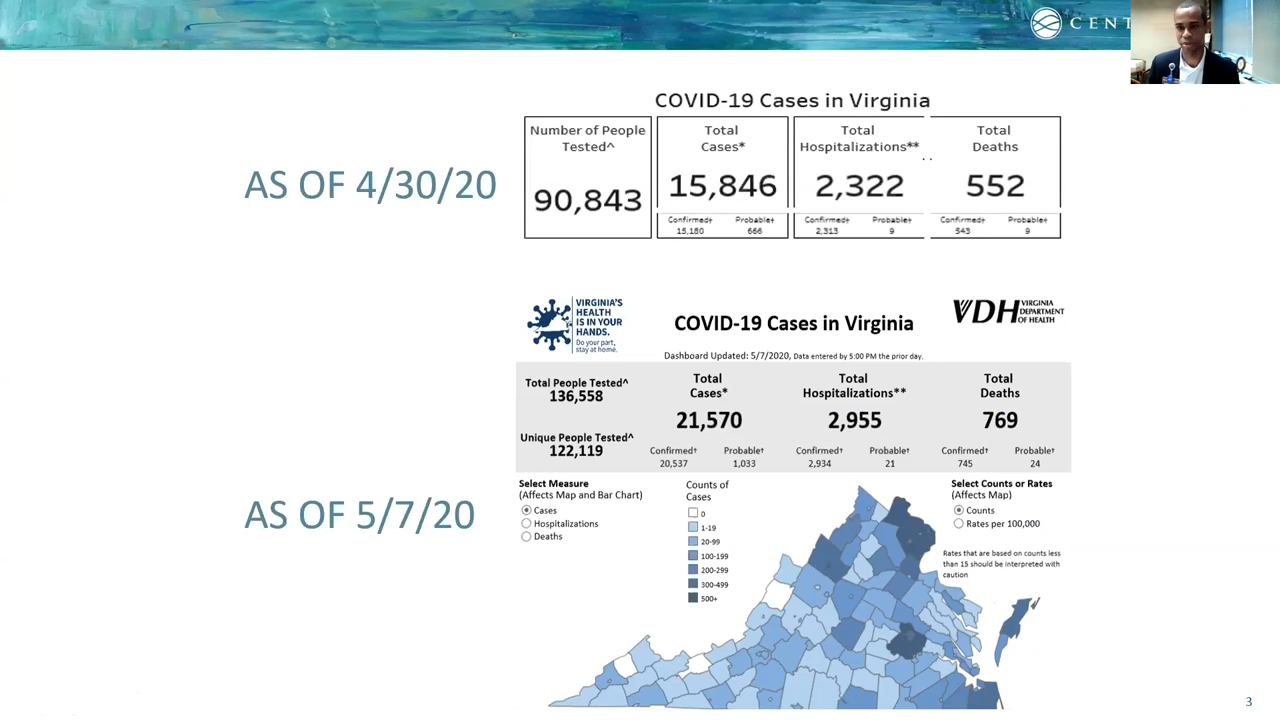 CENT
COVID-19 Cases in Virginia
AS OF 4/30/20
Number of People
Tested^
90,843
Total
Cases*
15,846
Confirmed† Probable†
15,180 666
Total
Hospitalizations**
2,322
Confirmed† Probable†
2,313 9
Total
Deaths
552
Confirmed† Probable†
543 9
VIRGINIA'S
HEALTH
IS IN YOUR
HANDS.
Do your part,
stay at home.
COVID-19 Cases in Virginia
VDH VIRGINIA
DEPARTMENT
OF HEALTH
Dashboard Updated: 5/7/2020, Data entered by 5:00 PM the prior day.
Total People Tested^
136,558
Unique People Tested^
122,119
Total
Cases*
21,570
Confirmed† Probable†
20,537 1,033
Total
Hospitalizations**
2,955
Confirmed† Probable†
2,934 21
Total
Deaths
769
Confirmed† Probable†
745 24
AS OF 5/7/20
Select Measure
(Affects Map and Bar Chart)
Cases
Hospitalizations
Deaths
Counts of
Cases
0
1-19
20-99
100-199
200-299
300-499
500+
Select Counts or Rates
(Affects Map)
Counts
Rates per 100,000
Rates that are based on counts less
than 15 should be interpreted with
caution
3